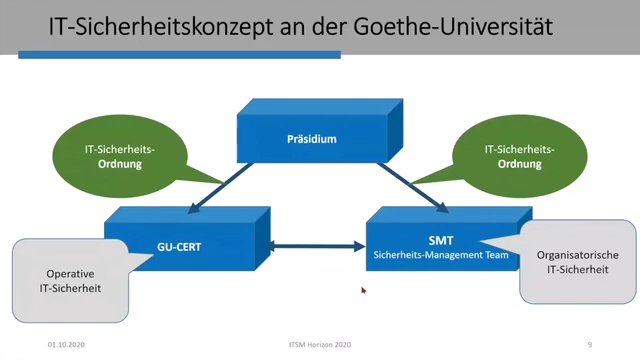 IT-Sicherheitskonzept an der Goethe-Universität
Präsidium
IT-Sicherheits-
Ordnung
IT-Sicherheits-
Ordnung
GU-CERT
SMT
Sicherheits-Management Team
Operative
IT-Sicherheit
Organisatorische
IT-Sicherheit
01.10.2020
ITSM Horizon 2020
9